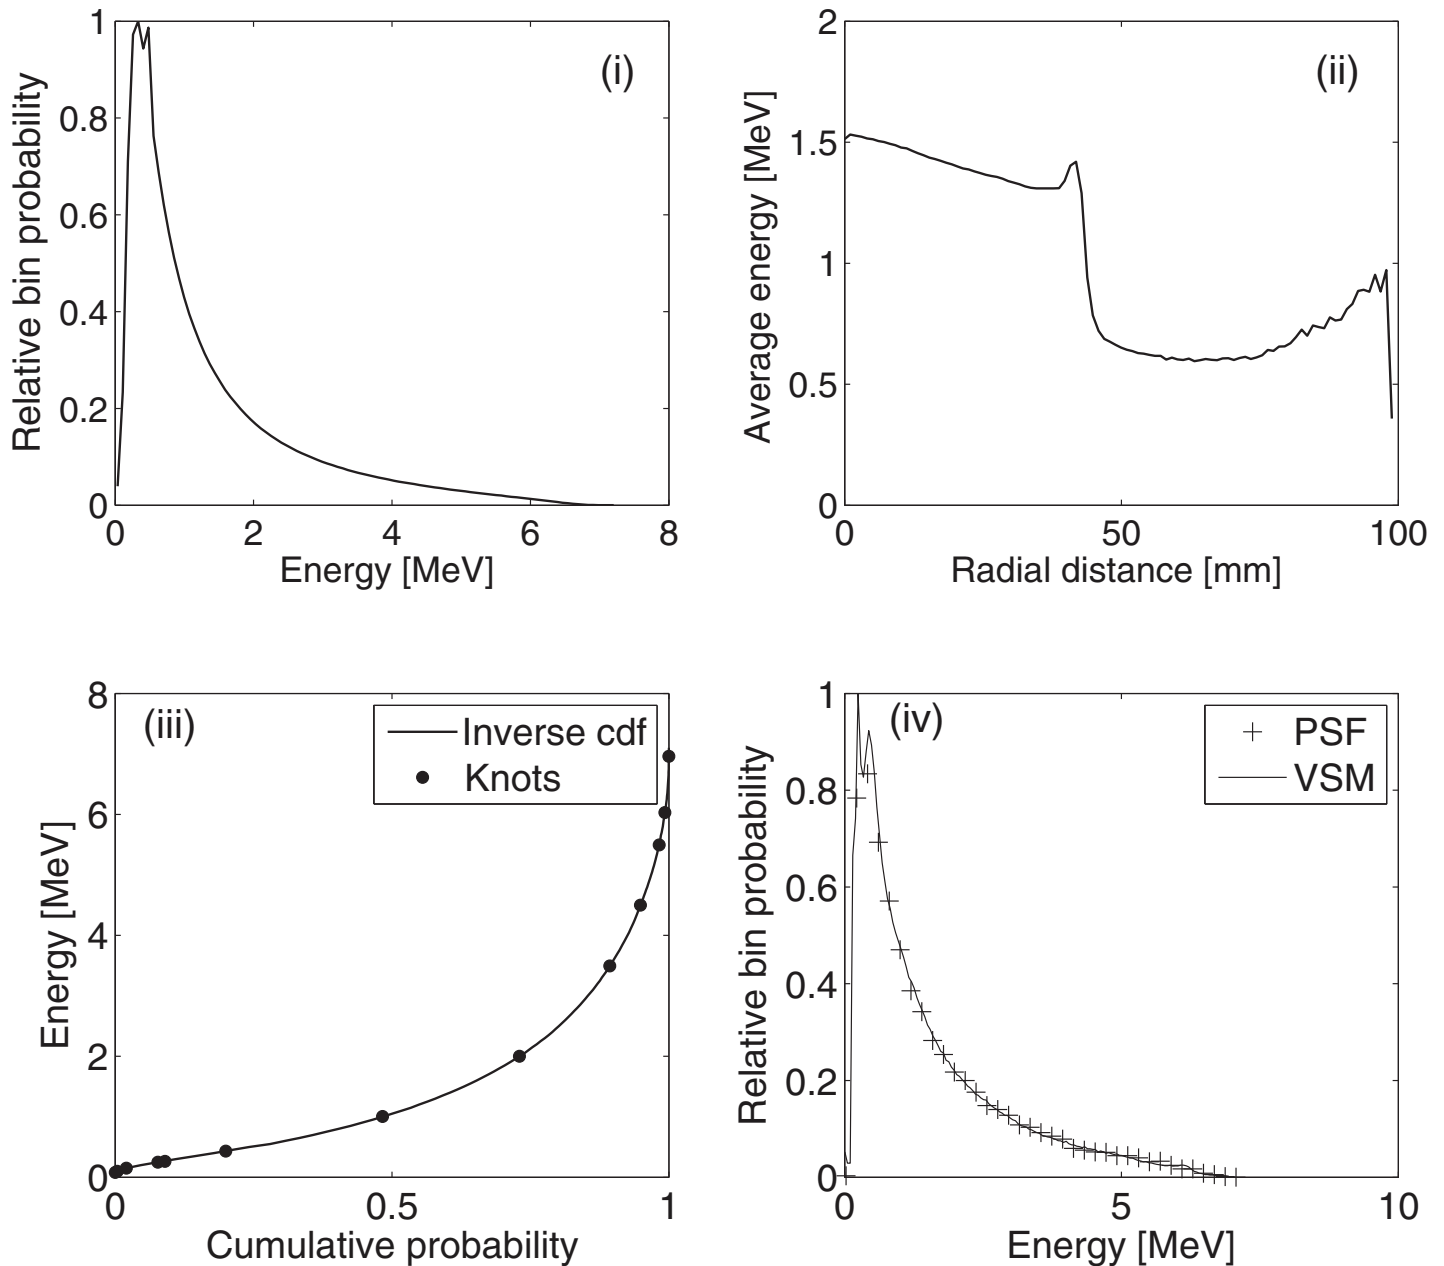 (i)
Relative bin probability
1
0.8
0.6
0.4
0.2
0
0 2 4 6 8
Energy [MeV]
(ii)
Average energy [MeV]
2
1.5
1
0.5
0
0 50 100
Radial distance [mm]
(iii)
Inverse cdf
Knots
Energy [MeV]
8
6
4
2
0
0 0.5 1
Cumulative probability
(iv)
PSF
VSM
Relative bin probability
1
0.8
0.6
0.4
0.2
0
0 5 10
Energy [MeV]